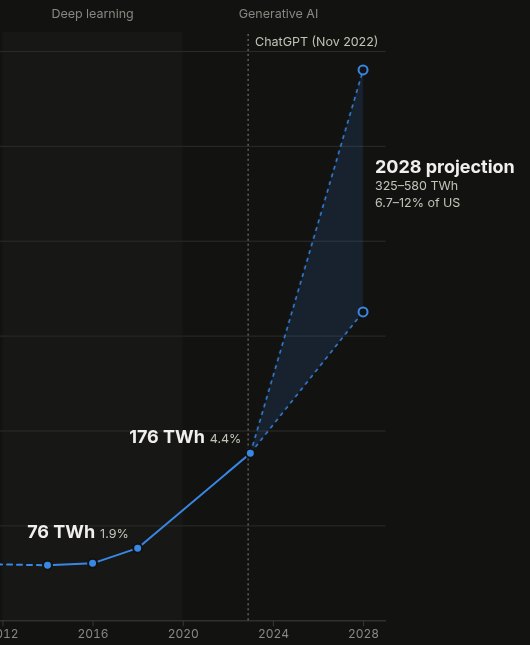 Deep learning
Generative AI
ChatGPT (Nov 2022)
2028 projection
325–580 TWh
6.7–12% of US
176 TWh 4.4%
76 TWh 1.9%
012
2016
2020
2024
2028